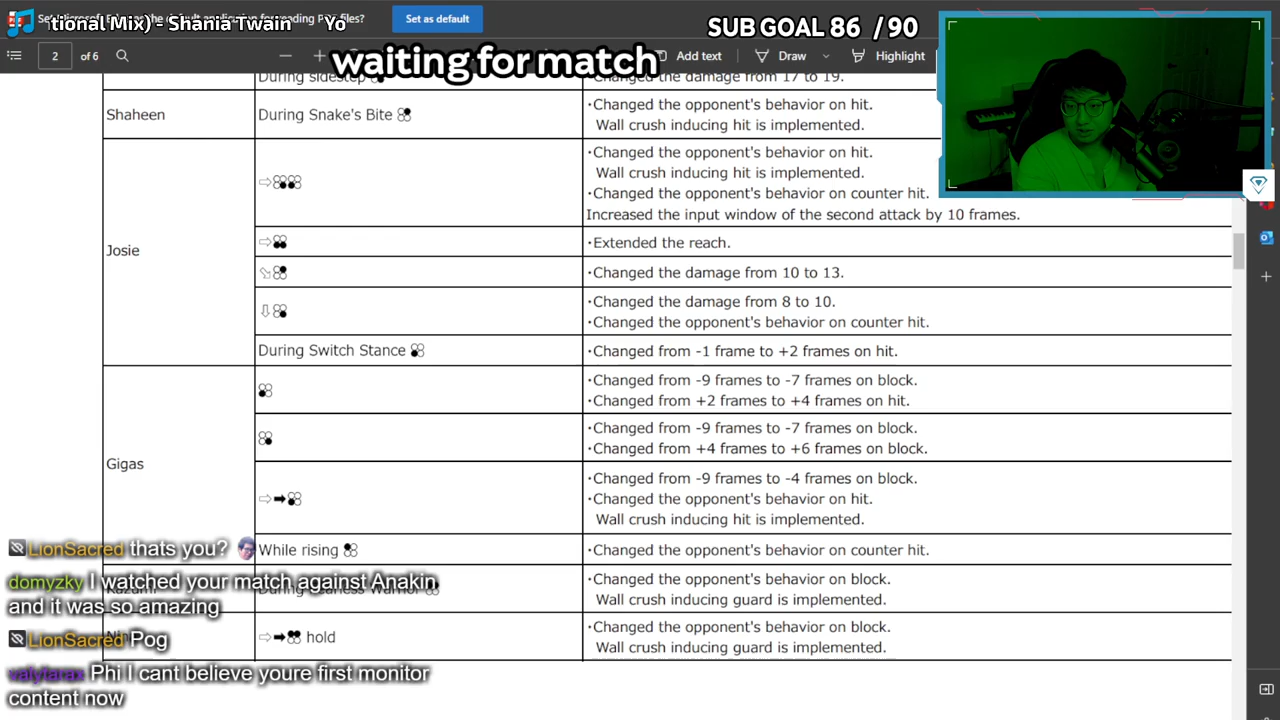 (tional Mix) - Shania Twain Yo
default application for reading PDF files?
Set as default
SUB GOAL 86 / 90
2 of 6
waiting for match
Add text
Draw
Highlight
During sidestep
Changed the damage from 17 to 19.
Shaheen
During Snake's Bite
・Changed the opponent's behavior on hit.
Wall crush inducing hit is implemented.
Josie
・Changed the opponent's behavior on hit.
Wall crush inducing hit is implemented.
・Changed the opponent's behavior on counter hit.
Increased the input window of the second attack by 10 frames.
・Extended the reach.
・Changed the damage from 10 to 13.
・Changed the damage from 8 to 10.
・Changed the opponent's behavior on counter hit.
During Switch Stance
・Changed from -1 frame to +2 frames on hit.
Gigas
・Changed from -9 frames to -7 frames on block.
・Changed from +2 frames to +4 frames on hit.
・Changed from -9 frames to -7 frames on block.
・Changed from +4 frames to +6 frames on block.
⇨➡
・Changed from -9 frames to -4 frames on block.
・Changed the opponent's behavior on hit.
Wall crush inducing hit is implemented.
While rising
・Changed the opponent's behavior on counter hit.
・Changed the opponent's behavior on block.
Wall crush inducing guard is implemented.
⇨➡ hold
・Changed the opponent's behavior on block.
Wall crush inducing guard is implemented.
LionSacred thats you?
domyzky I watched your match against Anakin
and it was so amazing
LionSacred Pog
valytarax Phi I cant believe youre first monitor
content now